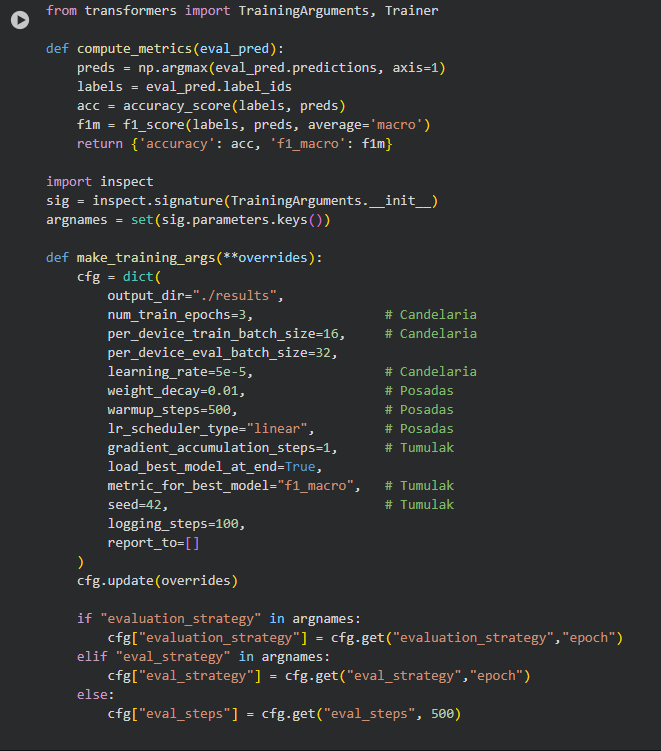 from transformers import TrainingArguments, Trainer

def compute_metrics(eval_pred):
    preds = np.argmax(eval_pred.predictions, axis=1)
    labels = eval_pred.label_ids
    acc = accuracy_score(labels, preds)
    f1m = f1_score(labels, preds, average='macro')
    return {'accuracy': acc, 'f1_macro': f1m}

import inspect
sig = inspect.signature(TrainingArguments.__init__)
argnames = set(sig.parameters.keys())

def make_training_args(**overrides):
    cfg = dict(
        output_dir="./results",
        num_train_epochs=3,                 # Candelaria
        per_device_train_batch_size=16,     # Candelaria
        per_device_eval_batch_size=32,
        learning_rate=5e-5,                 # Candelaria
        weight_decay=0.01,                  # Posadas
        warmup_steps=500,                   # Posadas
        lr_scheduler_type="linear",         # Posadas
        gradient_accumulation_steps=1,      # Tumulak
        load_best_model_at_end=True,
        metric_for_best_model="f1_macro",   # Tumulak
        seed=42,                            # Tumulak
        logging_steps=100,
        report_to=[]
    )
    cfg.update(overrides)

    if "evaluation_strategy" in argnames:
        cfg["evaluation_strategy"] = cfg.get("evaluation_strategy","epoch")
    elif "eval_strategy" in argnames:
        cfg["eval_strategy"] = cfg.get("eval_strategy","epoch")
    else:
        cfg["eval_steps"] = cfg.get("eval_steps", 500)